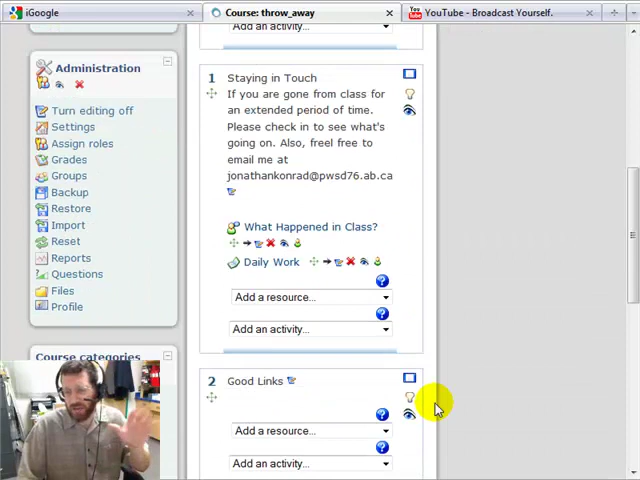 iGoogle
Course: throw_away
YouTube - Broadcast Yourself.
Add an activity...
Administration
Turn editing off
Settings
Assign roles
Grades
Groups
Backup
Restore
Import
Reset
Reports
Questions
Files
Profile
Course categories
1 Staying in Touch
If you are gone from class for
an extended period of time.
Please check in to see what's
going on. Also, freel free to
email me at
jonathankonrad@pwsd76.ab.ca
What Happened in Class?
Daily Work
Add a resource...
Add an activity...
2 Good Links
Add a resource...
Add an activity...